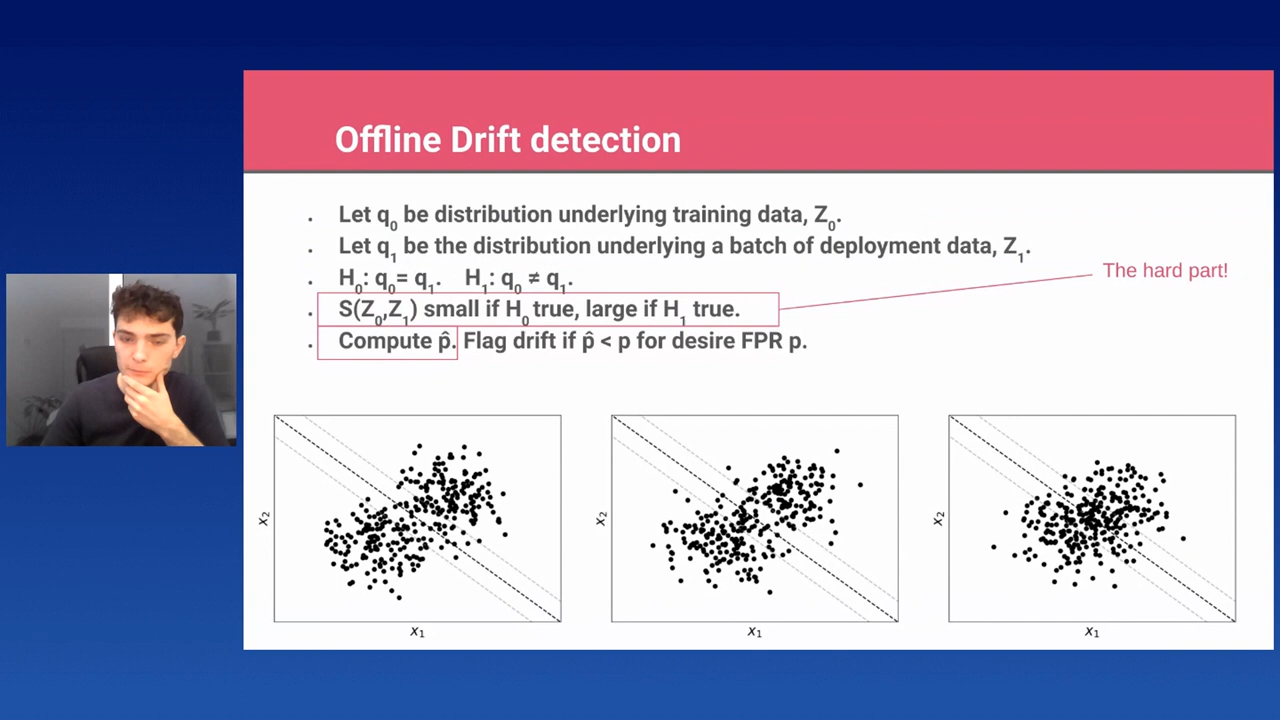 Offline Drift detection
. Let q₀ be distribution underlying training data, Z₀.
. Let q₁ be the distribution underlying a batch of deployment data, Z₁.
. H₀: q₀= q₁. H₁: q₀ ≠ q₁.
The hard part!
. S(Z₀,Z₁) small if H₀ true, large if H₁ true.
. Compute p̂. Flag drift if p̂ < p for desire FPR p.
x₂
x₁
x₂
x₁
x₂
x₁